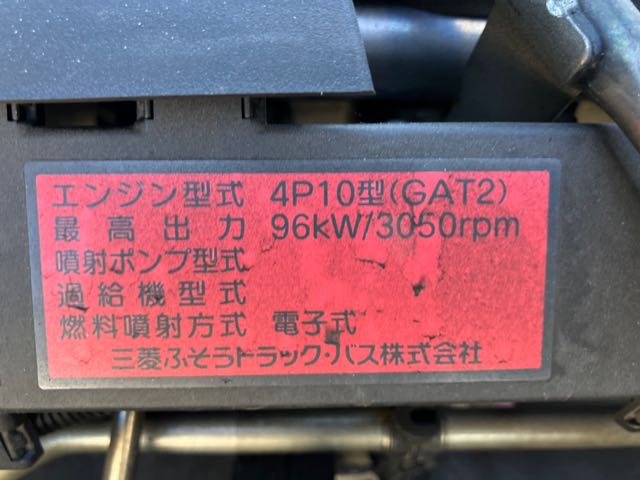 エンジン型式 4P10型(GAT2)
最高出力 96kW/3050rpm
噴射ポンプ型式
過給機型式
燃料噴射方式 電子式
三菱ふそうトラック・バス株式会社